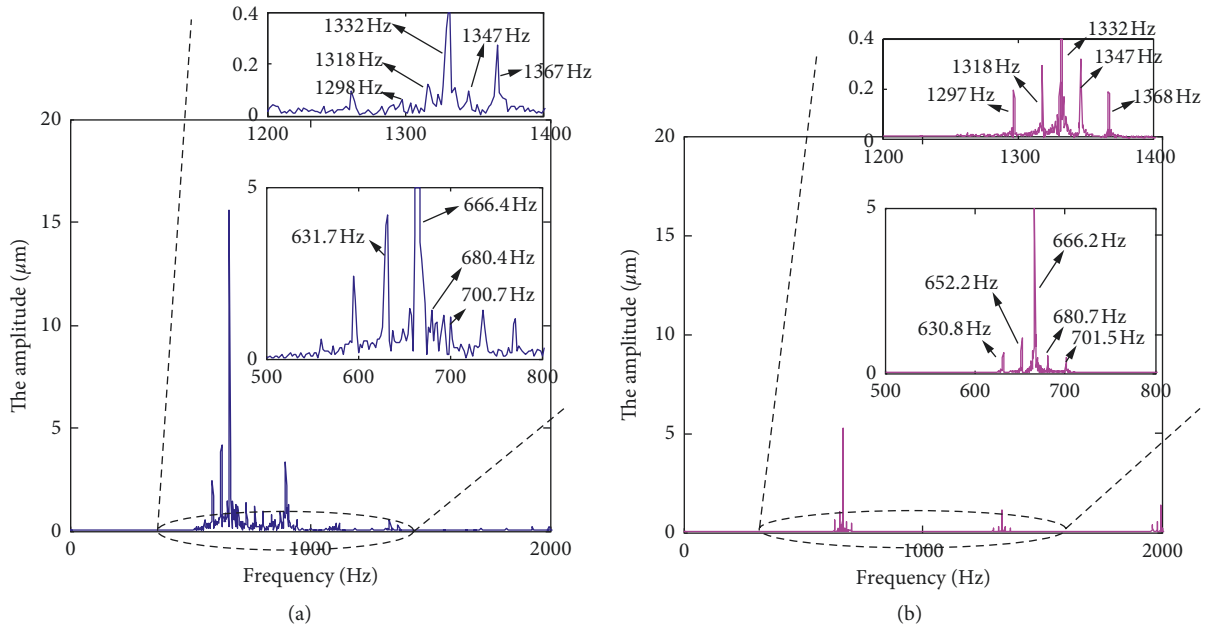 0.4
1332 Hz
1347 Hz
0.2
1318 Hz
1367 Hz
1298 Hz
0
1200
1300
1400
20
15
10
5
0
The amplitude (μm)
5
666.4 Hz
631.7 Hz
680.4 Hz
700.7 Hz
0
500
600
700
800
0
1000
2000
Frequency (Hz)
(a)
0.4
1332 Hz
1347 Hz
1318 Hz
0.2
1297 Hz
1368 Hz
0
1200
1300
1400
20
15
10
5
0
The amplitude (μm)
5
666.2 Hz
652.2 Hz
680.7 Hz
630.8 Hz
701.5 Hz
0
500
600
700
800
0
1000
2000
Frequency (Hz)
(b)